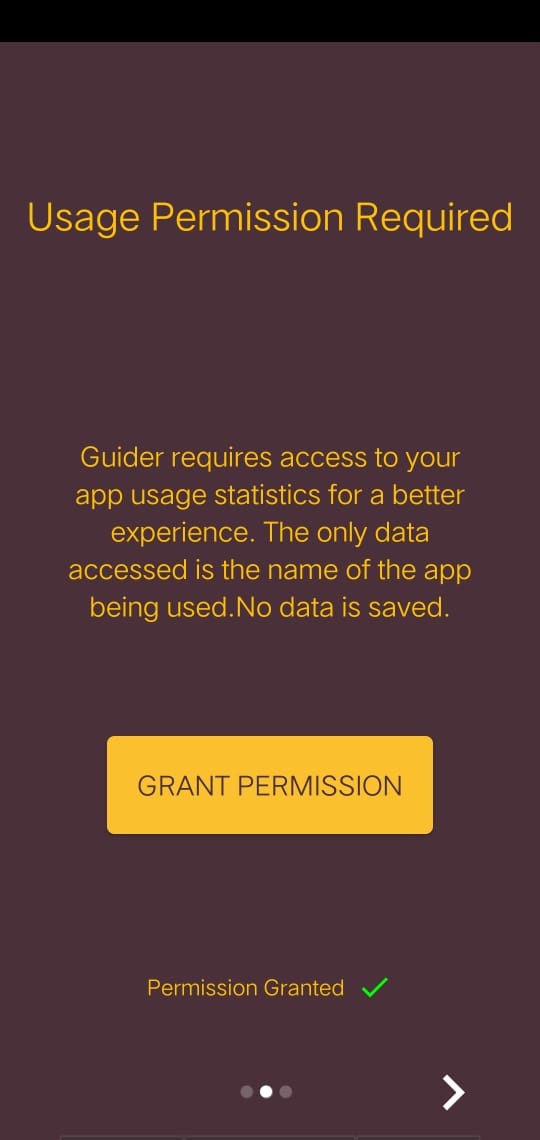 Usage Permission Required
Guider requires access to your
app usage statistics for a better
experience. The only data
accessed is the name of the app
being used.No data is saved.
GRANT PERMISSION
Permission Granted